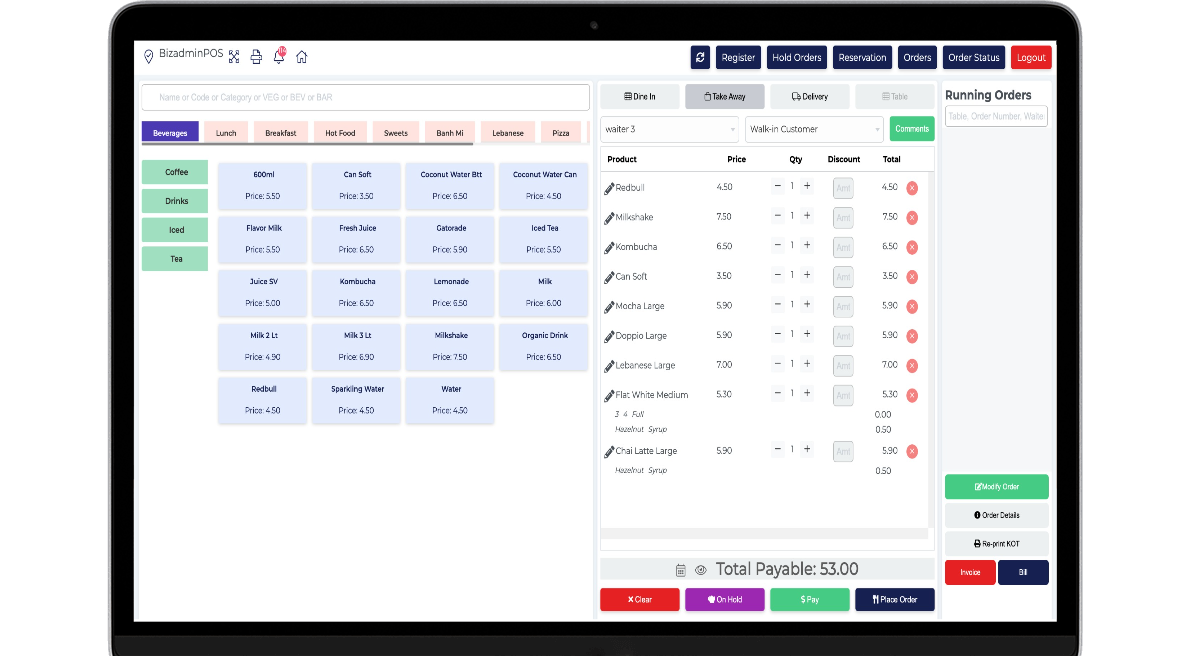 BizadminPOS
Register Hold Orders Reservation Orders Order Status Logout
Name or Code or Category or VEG or BEV or BAR
Beverages Lunch Breakfast Hot Food Sweets Banh Mi Lebanese Pizza
Coffee
Drinks
Iced
Tea
600ml Can Soft Coconut Water Btt Coconut Water Can
Price: 5.50 Price: 3.50 Price: 6.50 Price: 4.50
Flavor Milk Fresh Juice Gatorade Iced Tea
Price: 5.50 Price: 6.50 Price: 5.90 Price: 5.50
Juice SV Kombucha Lemonade Milk
Price: 5.00 Price: 6.50 Price: 6.50 Price: 6.00
Milk 2 Lt Milk 3 Lt Milkshake Organic Drink
Price: 4.90 Price: 6.90 Price: 7.50 Price: 6.50
Redbull Sparkling Water Water
Price: 4.50 Price: 4.50 Price: 4.50
Dine In Take Away Delivery Table
waiter 3 Walk-in Customer Comments
Product Price Qty Discount Total
Redbull 4.50 − 1 + Amt 4.50 X
Milkshake 7.50 − 1 + Amt 7.50 X
Kombucha 6.50 − 1 + Amt 6.50 X
Can Soft 3.50 − 1 + Amt 3.50 X
Mocha Large 5.90 − 1 + Amt 5.90 X
Doppio Large 5.90 − 1 + Amt 5.90 X
Lebanese Large 7.00 − 1 + Amt 7.00 X
Flat White Medium 5.30 − 1 + Amt 5.30 X
3 4 Full 0.00
Hazelnut Syrup 0.50
Chai Latte Large 5.90 − 1 + Amt 5.90 X
Hazelnut Syrup 0.50
Total Payable: 53.00
X Clear On Hold $ Pay Place Order
Running Orders
Table, Order Number, Waite
Modify Order
Order Details
Re-print KOT
Invoice Bill